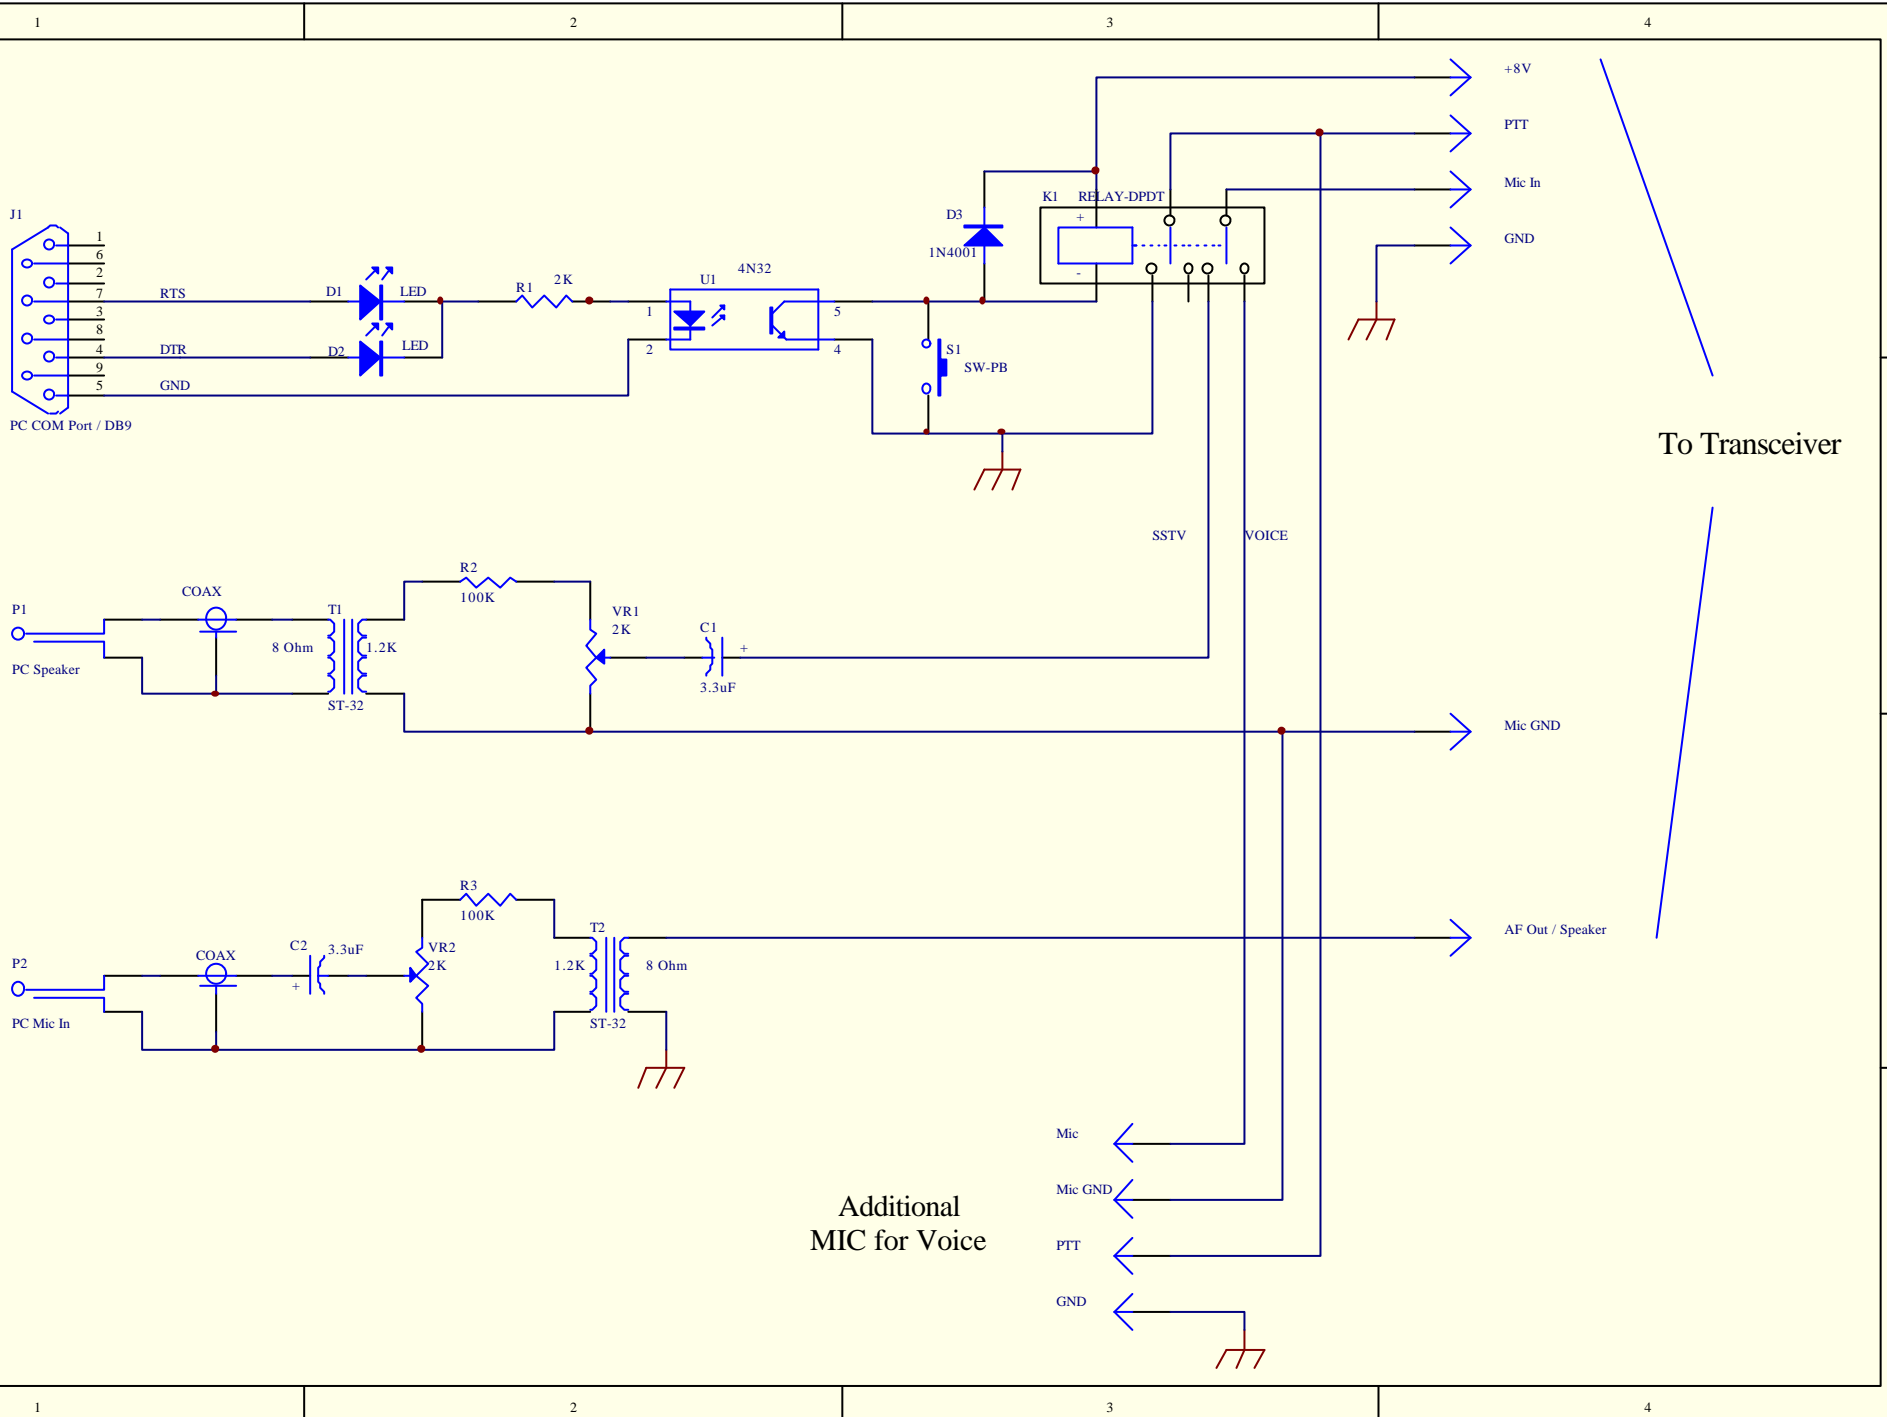 1 2 3 4
+8V
PTT
Mic In
GND
K1 RELAY-DPDT
+
-
D3
1N4001
J1
1
6
2
7
3
8
4
9
5
RTS
DTR
GND
PC COM Port / DB9
D1 LED
D2 LED
R1 2K
U1 4N32
1
2
5
4
S1
SW-PB
To Transceiver
SSTV VOICE
P1
PC Speaker
COAX
T1
8 Ohm 1.2K
ST-32
R2
100K
VR1
2K
C1
+
3.3uF
Mic GND
P2
PC Mic In
COAX
C2 3.3uF
+
R3
100K
VR2
2K
T2
1.2K 8 Ohm
ST-32
AF Out / Speaker
Additional
MIC for Voice
Mic
Mic GND
PTT
GND
1 2 3 4